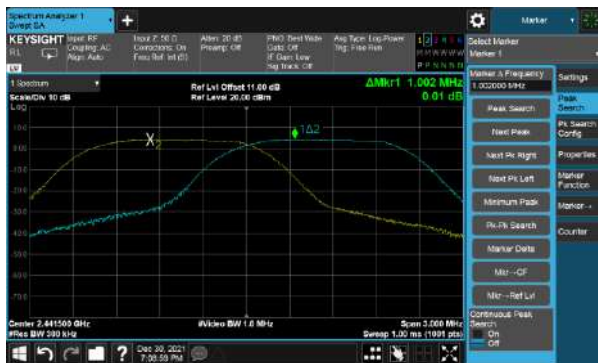 Spectrum Analyzer 1
Swept SA
Marker
KEYSIGHT
Input: RF
Input Z: 50 Ω
Atten: 20 dB
PNO: Best Wide
Avg Type: Log-Power
RL
Coupling: AC
Corrections: On
Preamp: Off
Gate: Off
Trig: Free Run
Align: Auto
Freq Ref: Int (S)
IF Gain: Low
Sig Track: Off
Select Marker
Marker 1
1 Spectrum
Ref Lvl Offset 11.00 dB
ΔMkr1 1.002 MHz
Scale/Div 10 dB
Ref Level 20.00 dBm
0.01 dB
Log
Marker Δ Frequency
1.002000 MHz
Settings
Peak Search
Peak Search
Next Peak
Pk Search Config
Next Pk Right
Properties
Next Pk Left
Marker Function
Minimum Peak
Marker→
Pk-Pk Search
Counter
Marker Delta
Mkr→CF
Mkr→Ref Lvl
Continuous Peak Search
On
Off
10.0
0.00
1Δ2
X2
Center 2.441500 GHz
#Video BW 1.0 MHz
Span 3.000 MHz
#Res BW 300 kHz
Sweep 1.00 ms (1001 pts)
Dec 30, 2021